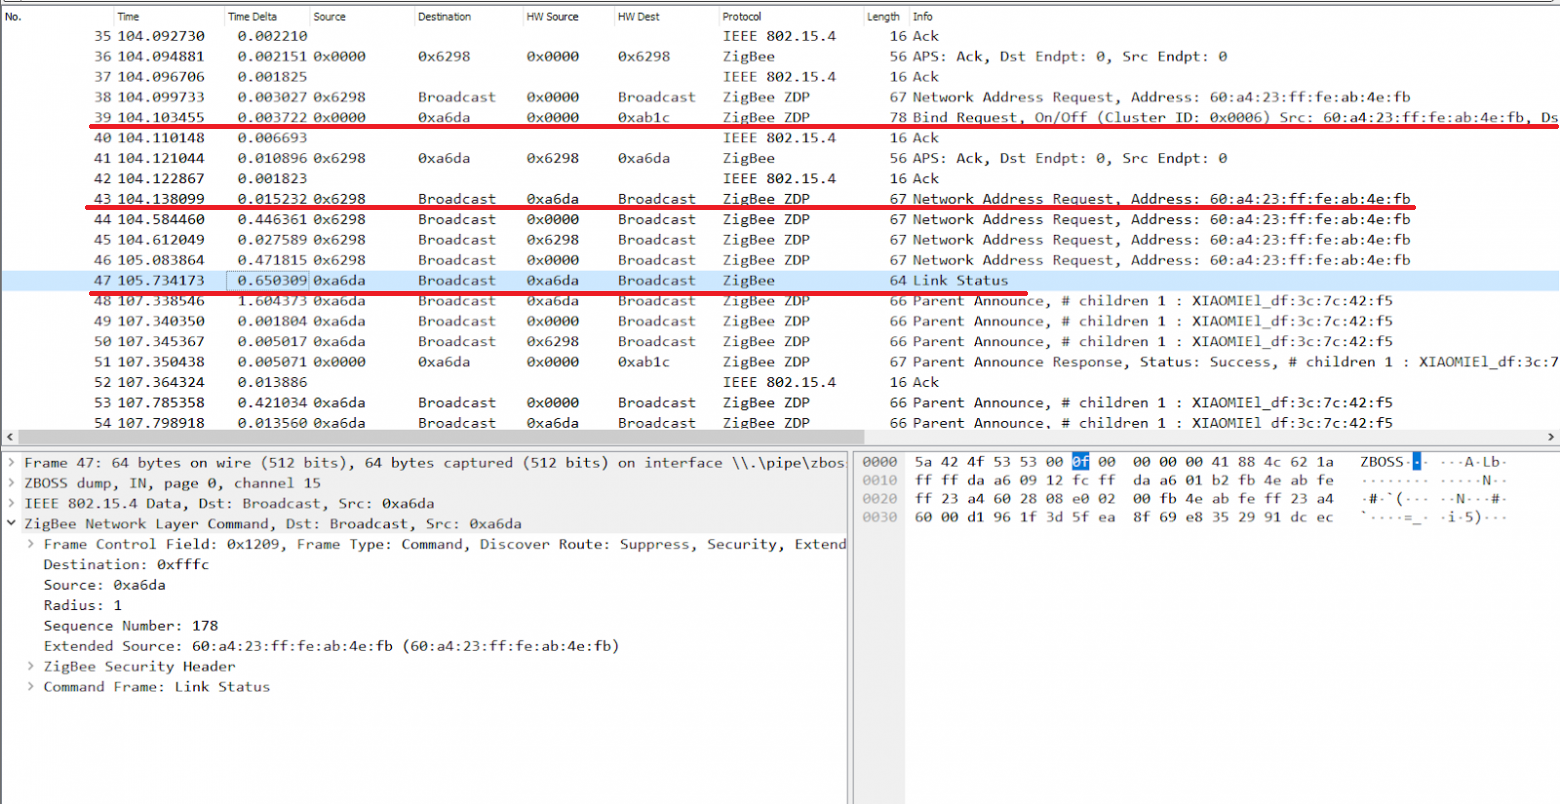 No. Time Time Delta Source Destination HW Source HW Dest Protocol Length Info
35 104.092730 0.002210 IEEE 802.15.4 16 Ack
36 104.094881 0.002151 0x0000 0x6298 0x0000 0x6298 ZigBee 56 APS: Ack, Dst Endpt: 0, Src Endpt: 0
37 104.096706 0.001825 IEEE 802.15.4 16 Ack
38 104.099733 0.003027 0x6298 Broadcast 0x0000 Broadcast ZigBee ZDP 67 Network Address Request, Address: 60:a4:23:ff:fe:ab:4e:fb
39 104.103455 0.003722 0x0000 0xa6da 0x0000 0xab1c ZigBee ZDP 78 Bind Request, On/Off (Cluster ID: 0x0006) Src: 60:a4:23:ff:fe:ab:4e:fb, Ds
40 104.110148 0.006693 IEEE 802.15.4 16 Ack
41 104.121044 0.010896 0x6298 0xa6da 0x6298 0xa6da ZigBee 56 APS: Ack, Dst Endpt: 0, Src Endpt: 0
42 104.122867 0.001823 IEEE 802.15.4 16 Ack
43 104.138099 0.015232 0x6298 Broadcast 0xa6da Broadcast ZigBee ZDP 67 Network Address Request, Address: 60:a4:23:ff:fe:ab:4e:fb
44 104.584460 0.446361 0x6298 Broadcast 0x0000 Broadcast ZigBee ZDP 67 Network Address Request, Address: 60:a4:23:ff:fe:ab:4e:fb
45 104.612049 0.027589 0x6298 Broadcast 0x6298 Broadcast ZigBee ZDP 67 Network Address Request, Address: 60:a4:23:ff:fe:ab:4e:fb
46 105.083864 0.471815 0x6298 Broadcast 0x0000 Broadcast ZigBee ZDP 67 Network Address Request, Address: 60:a4:23:ff:fe:ab:4e:fb
47 105.734173 0.650309 0xa6da Broadcast 0xa6da Broadcast ZigBee 64 Link Status
48 107.338546 1.604373 0xa6da Broadcast 0xa6da Broadcast ZigBee ZDP 66 Parent Announce, # children 1 : XIAOMIEl_df:3c:7c:42:f5
49 107.340350 0.001804 0xa6da Broadcast 0x0000 Broadcast ZigBee ZDP 66 Parent Announce, # children 1 : XIAOMIEl_df:3c:7c:42:f5
50 107.345367 0.005017 0xa6da Broadcast 0x6298 Broadcast ZigBee ZDP 66 Parent Announce, # children 1 : XIAOMIEl_df:3c:7c:42:f5
51 107.350438 0.005071 0x0000 0xa6da 0x0000 0xab1c ZigBee ZDP 67 Parent Announce Response, Status: Success, # children 1 : XIAOMIEl_df:3c:7
52 107.364324 0.013886 IEEE 802.15.4 16 Ack
53 107.785358 0.421034 0xa6da Broadcast 0x0000 Broadcast ZigBee ZDP 66 Parent Announce, # children 1 : XIAOMIEl_df:3c:7c:42:f5
54 107.798918 0.013560 0xa6da Broadcast 0xa6da Broadcast ZigBee ZDP 66 Parent Announce, # children 1 : XIAOMIEl_df:3c:7c:42:f5
Frame 47: 64 bytes on wire (512 bits), 64 bytes captured (512 bits) on interface \\.\pipe\zbos
ZBOSS dump, IN, page 0, channel 15
IEEE 802.15.4 Data, Dst: Broadcast, Src: 0xa6da
ZigBee Network Layer Command, Dst: Broadcast, Src: 0xa6da
Frame Control Field: 0x1209, Frame Type: Command, Discover Route: Suppress, Security, Extend
Destination: 0xfffc
Source: 0xa6da
Radius: 1
Sequence Number: 178
Extended Source: 60:a4:23:ff:fe:ab:4e:fb (60:a4:23:ff:fe:ab:4e:fb)
ZigBee Security Header
Command Frame: Link Status
0000 5a 42 4f 53 53 00 0f 00 00 00 00 41 88 4c 62 1a ZBOSS·· ···A·Lb·
0010 ff ff da a6 09 12 fc ff da a6 01 b2 fb 4e ab fe ········ ·····N··
0020 ff 23 a4 60 28 08 e0 02 00 fb 4e ab fe ff 23 a4 ·#·`(··· ··N···#·
0030 60 00 d1 96 1f 3d 5f ea 8f 69 e8 35 29 91 dc ec `····=_· ·i·5)···